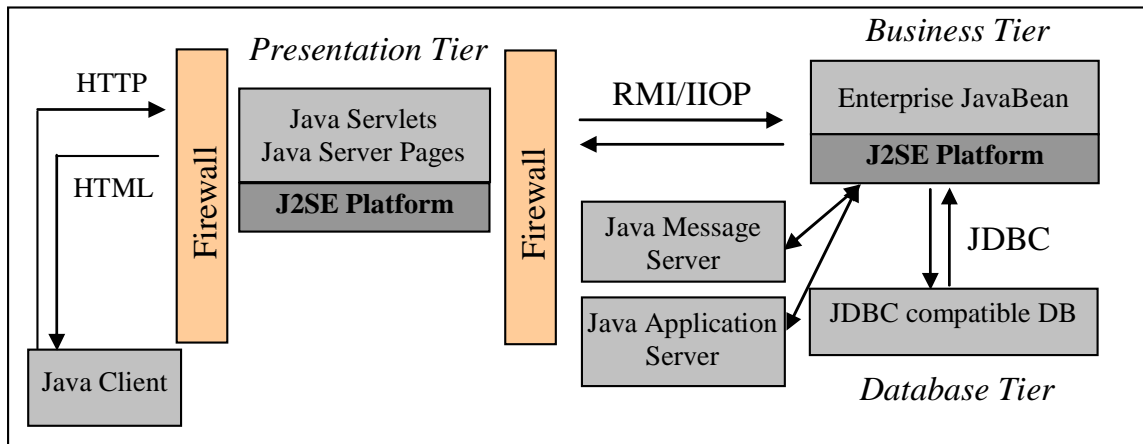 HTTP
HTML
Java Client
Firewall
Presentation Tier
Java Servlets
Java Server Pages
J2SE Platform
Firewall
RMI/IIOP
Business Tier
Enterprise JavaBean
J2SE Platform
Java Message
Server
Java Application
Server
JDBC
JDBC compatible DB
Database Tier